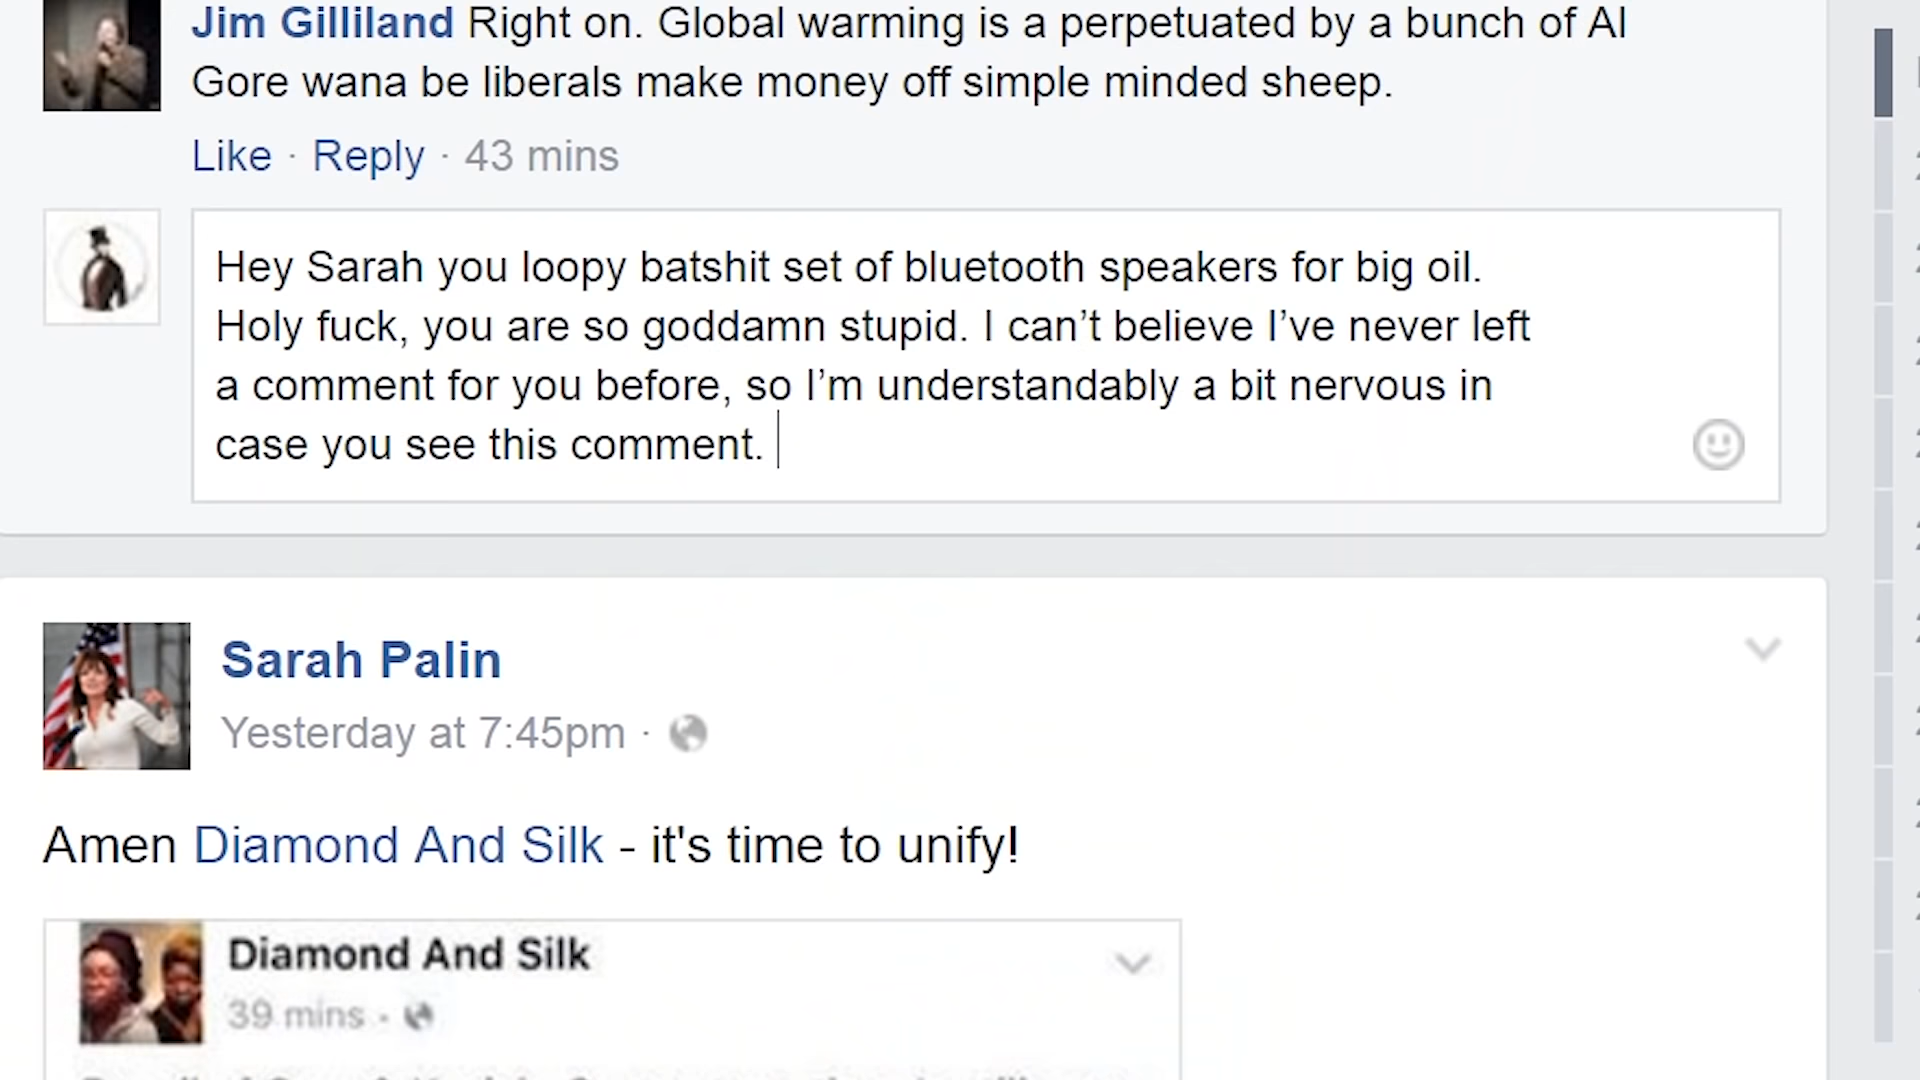 Jim Gilliland Right on. Global warming is a perpetuated by a bunch of Al
Gore wana be liberals make money off simple minded sheep.
Like · Reply · 43 mins
Hey Sarah you loopy batshit set of bluetooth speakers for big oil.
Holy fuck, you are so goddamn stupid. I can’t believe I’ve never left
a comment for you before, so I’m understandably a bit nervous in
case you see this comment.
Sarah Palin
Yesterday at 7:45pm ·
Amen Diamond And Silk - it's time to unify!
Diamond And Silk
39 mins ·